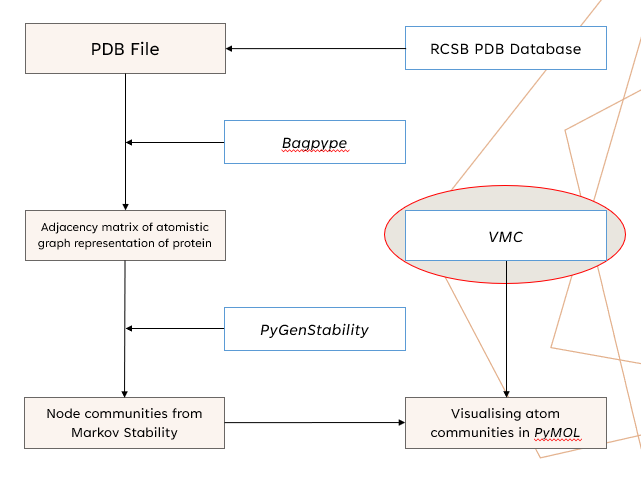 PDB File
RCSB PDB Database
Bagpype
Adjacency matrix of atomistic
graph representation of protein
VMC
PyGenStability
Node communities from
Markov Stability
Visualising atom
communities in PyMOL